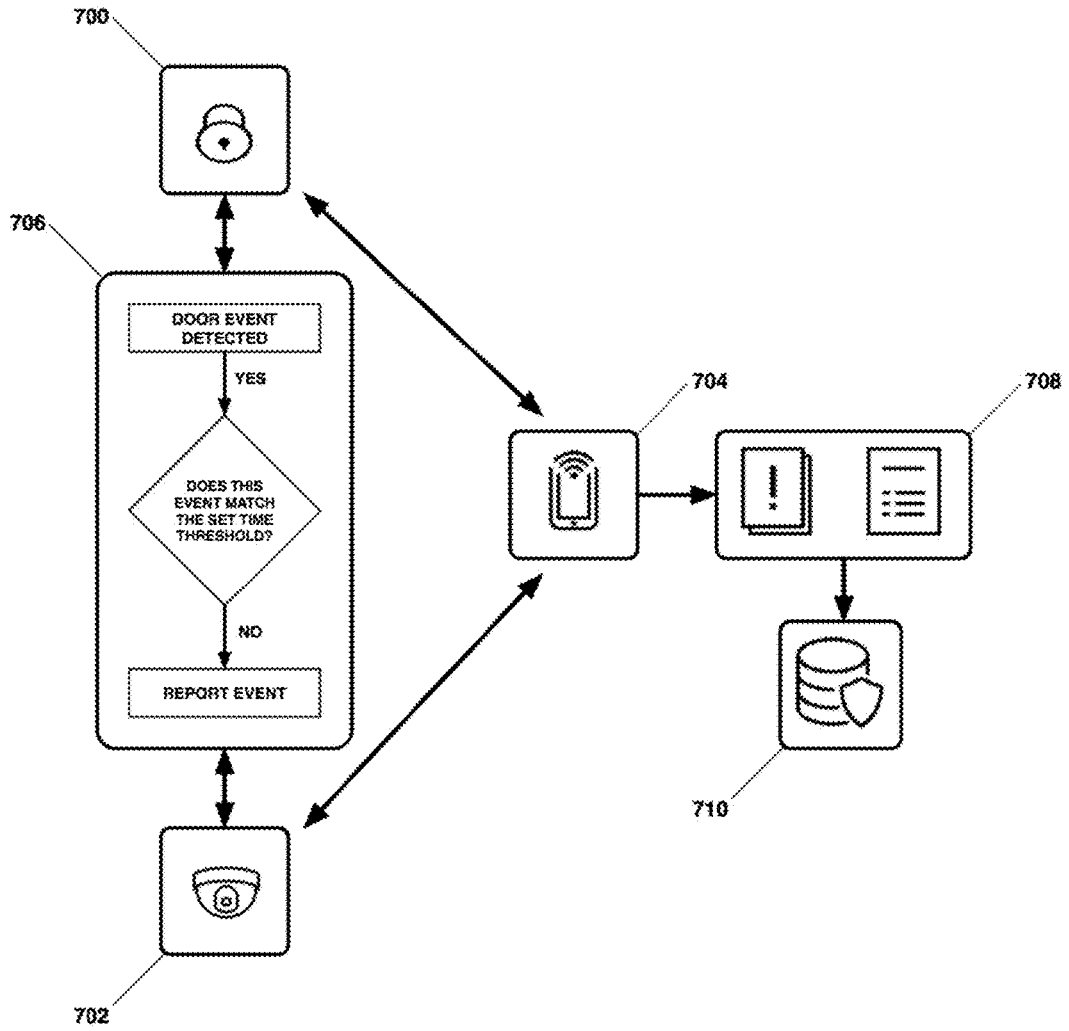 700
706
DOOR EVENT
DETECTED
YES
DOES THIS
EVENT MATCH
THE SET TIME
THRESHOLD?
NO
REPORT EVENT
704
708
710
702